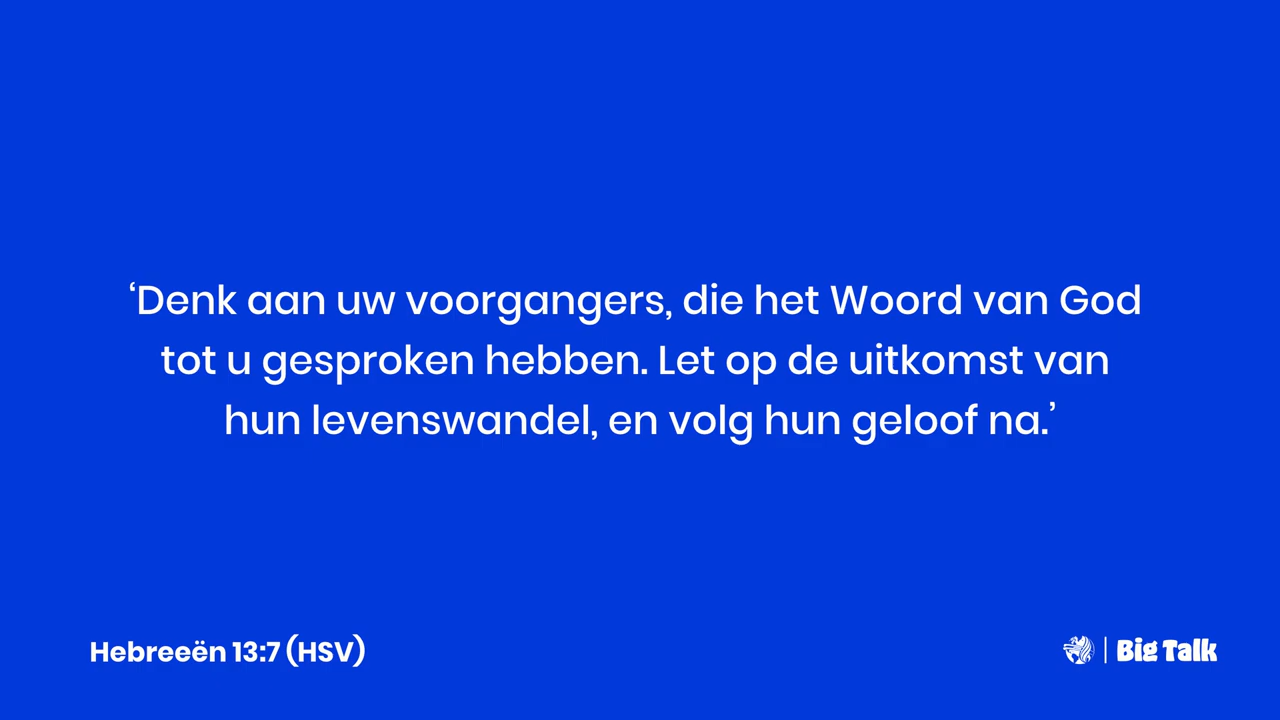 ‘Denk aan uw voorgangers, die het Woord van God
tot u gesproken hebben. Let op de uitkomst van
hun levenswandel, en volg hun geloof na.’
Hebreeën 13:7 (HSV)
Big Talk